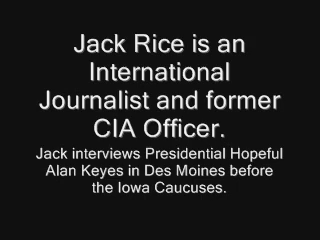 Jack Rice is an
International
Journalist and former
CIA Officer.
Jack interviews Presidential Hopeful
Alan Keyes in Des Moines before
the Iowa Caucuses.